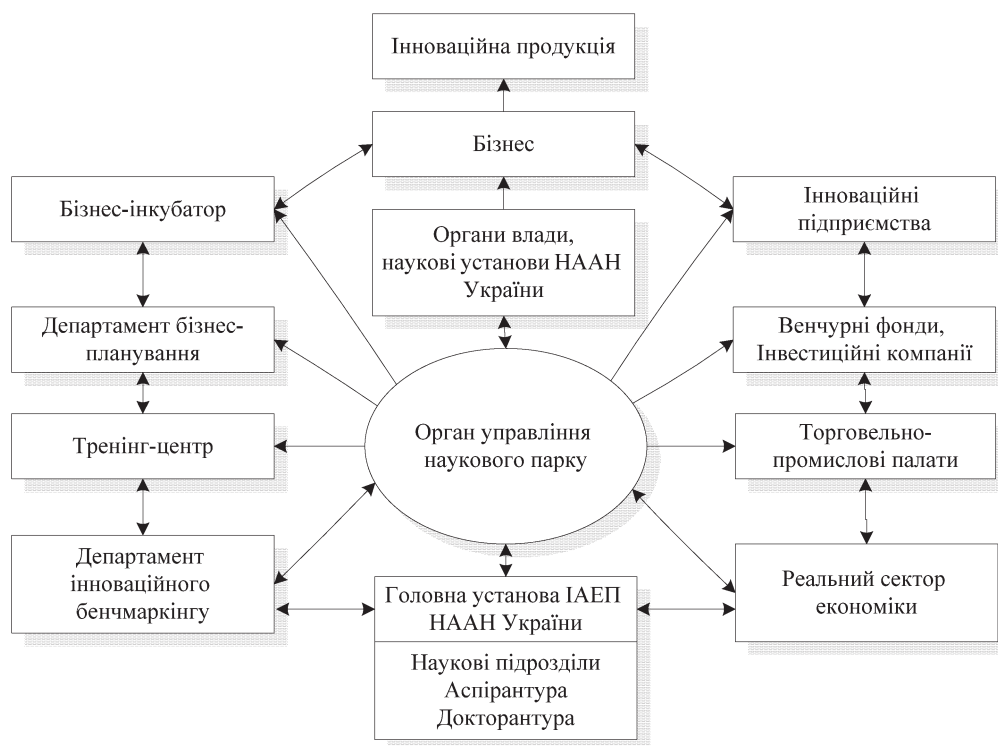 Інноваційна продукція
Бізнес
Бізнес-інкубатор
Органи влади,
наукові установи НААН
України
Інноваційні
підприємства
Департамент бізнес-
планування
Венчурні фонди,
Інвестиційні компанії
Тренінг-центр
Орган управління
наукового парку
Торговельно-
промислові палати
Департамент
інноваційного
бенчмаркінгу
Головна установа ІАЕП
НААН України
Наукові підрозділи
Аспірантура
Докторантура
Реальний сектор
економіки